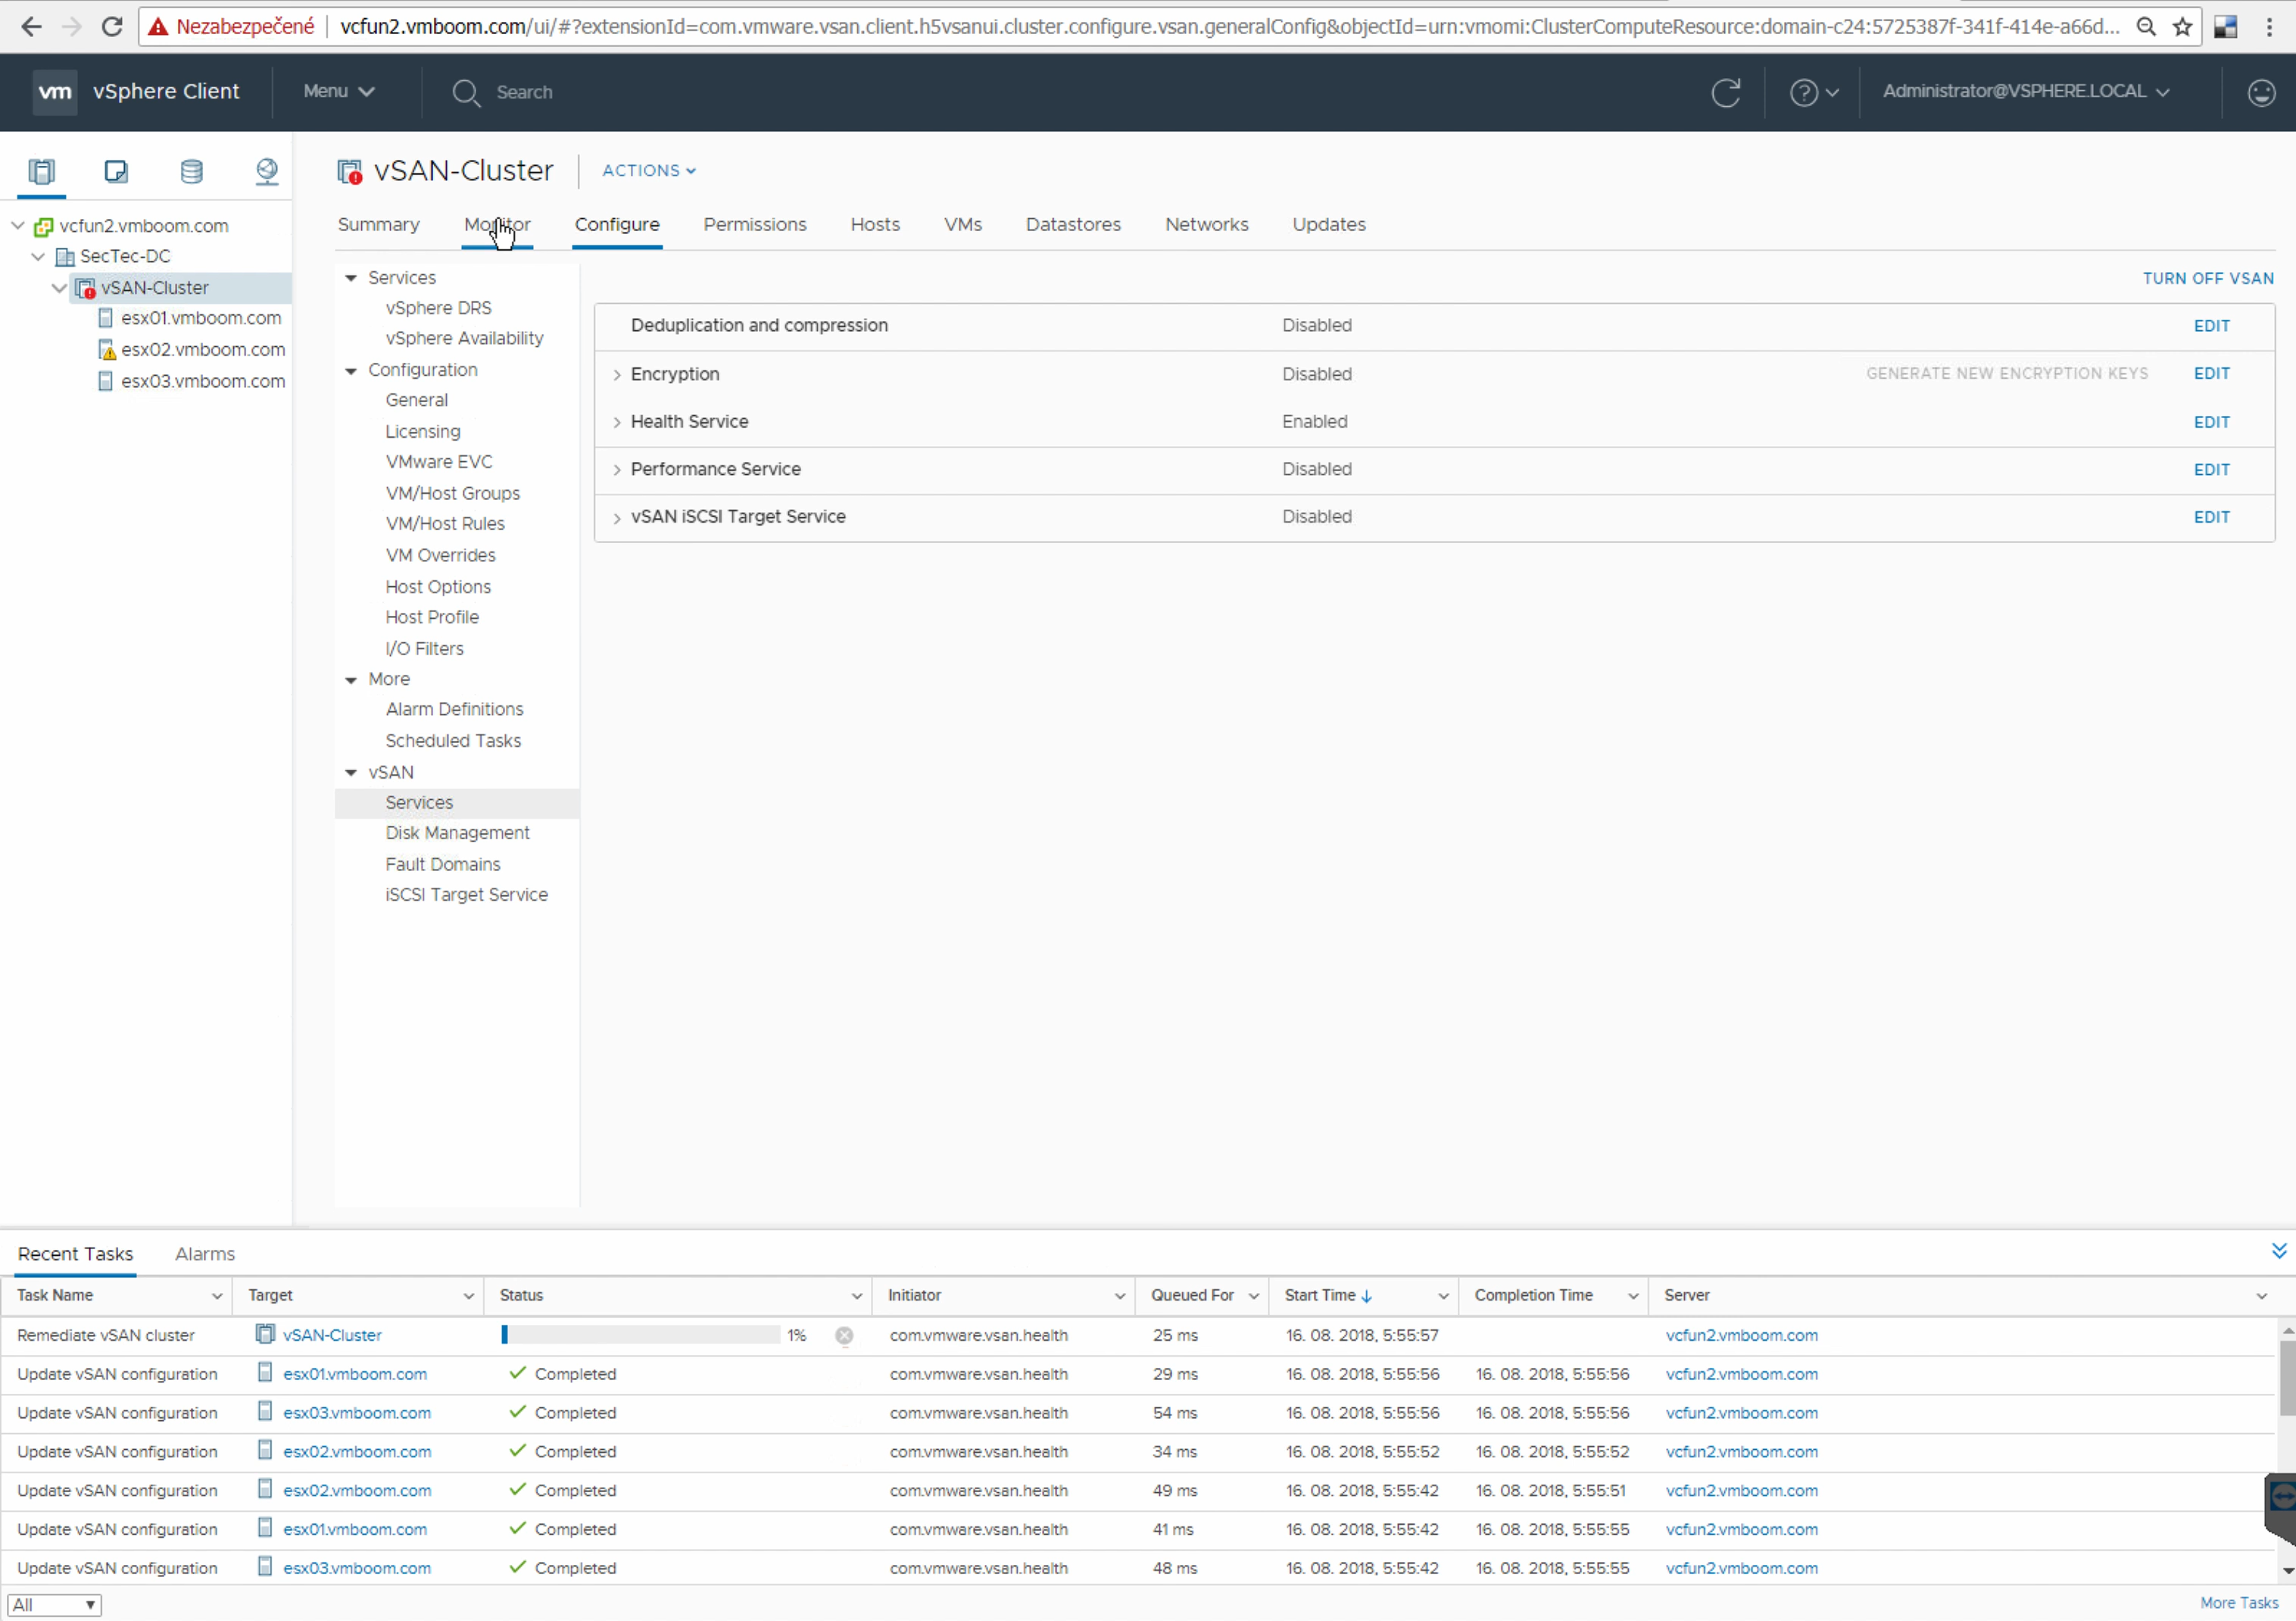 Nezabezpečené vcfun2.vmboom.com/ui/#?extensionId=com.vmware.vsan.client.h5vsanui.cluster.configure.vsan.generalConfig&objectId=urn:vmomi:ClusterComputeResource:domain-c24:5725387f-341f-414e-a66d...
vm vSphere Client Menu Search Administrator@VSPHERE.LOCAL
vSAN-Cluster ACTIONS
Summary Monitor Configure Permissions Hosts VMs Datastores Networks Updates
vcfun2.vmboom.com
SecTec-DC
vSAN-Cluster
esx01.vmboom.com
esx02.vmboom.com
esx03.vmboom.com
Services
vSphere DRS
vSphere Availability
Configuration
General
Licensing
VMware EVC
VM/Host Groups
VM/Host Rules
VM Overrides
Host Options
Host Profile
I/O Filters
More
Alarm Definitions
Scheduled Tasks
vSAN
Services
Disk Management
Fault Domains
iSCSI Target Service
TURN OFF VSAN
Deduplication and compression Disabled EDIT
Encryption Disabled GENERATE NEW ENCRYPTION KEYS EDIT
Health Service Enabled EDIT
Performance Service Disabled EDIT
vSAN iSCSI Target Service Disabled EDIT
Recent Tasks Alarms
Task Name Target Status Initiator Queued For Start Time Completion Time Server
Remediate vSAN cluster vSAN-Cluster 1% com.vmware.vsan.health 25 ms 16. 08. 2018, 5:55:57 vcfun2.vmboom.com
Update vSAN configuration esx01.vmboom.com Completed com.vmware.vsan.health 29 ms 16. 08. 2018, 5:55:56 16. 08. 2018, 5:55:56 vcfun2.vmboom.com
Update vSAN configuration esx03.vmboom.com Completed com.vmware.vsan.health 54 ms 16. 08. 2018, 5:55:56 16. 08. 2018, 5:55:56 vcfun2.vmboom.com
Update vSAN configuration esx02.vmboom.com Completed com.vmware.vsan.health 34 ms 16. 08. 2018, 5:55:52 16. 08. 2018, 5:55:52 vcfun2.vmboom.com
Update vSAN configuration esx02.vmboom.com Completed com.vmware.vsan.health 49 ms 16. 08. 2018, 5:55:42 16. 08. 2018, 5:55:51 vcfun2.vmboom.com
Update vSAN configuration esx01.vmboom.com Completed com.vmware.vsan.health 41 ms 16. 08. 2018, 5:55:42 16. 08. 2018, 5:55:55 vcfun2.vmboom.com
Update vSAN configuration esx03.vmboom.com Completed com.vmware.vsan.health 48 ms 16. 08. 2018, 5:55:42 16. 08. 2018, 5:55:55 vcfun2.vmboom.com
All More Tasks